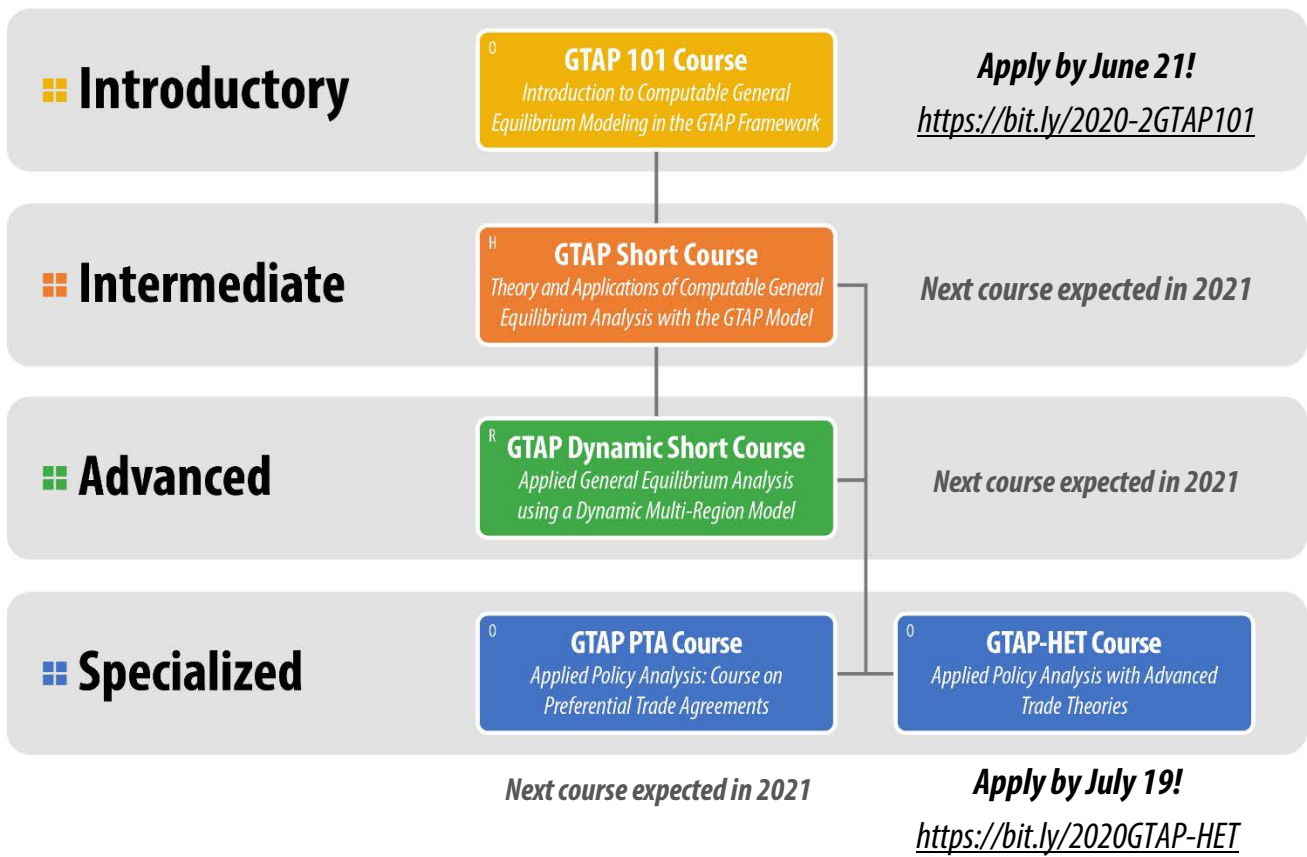 Introductory
O
GTAP 101 Course
Introduction to Computable General
Equilibrium Modeling in the GTAP Framework
Apply by June 21!
https://bit.ly/2020-2GTAP101
Intermediate
H
GTAP Short Course
Theory and Applications of Computable General
Equilibrium Analysis with the GTAP Model
Next course expected in 2021
Advanced
R
GTAP Dynamic Short Course
Applied General Equilibrium Analysis
using a Dynamic Multi-Region Model
Next course expected in 2021
Specialized
O
GTAP PTA Course
Applied Policy Analysis: Course on
Preferential Trade Agreements
O
GTAP-HET Course
Applied Policy Analysis with Advanced
Trade Theories
Next course expected in 2021
Apply by July 19!
https://bit.ly/2020GTAP-HET